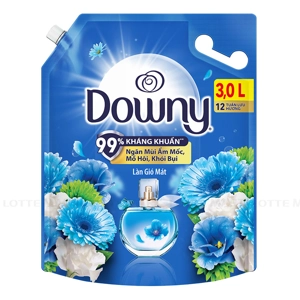 Downy
3,0 L
12 TUẦN LƯU
HƯƠNG
99% KHÁNG KHUẨN
Ngăn Mùi Ẩm Mốc,
Mồ Hôi, Khói Bụi
Làn Gió Mát